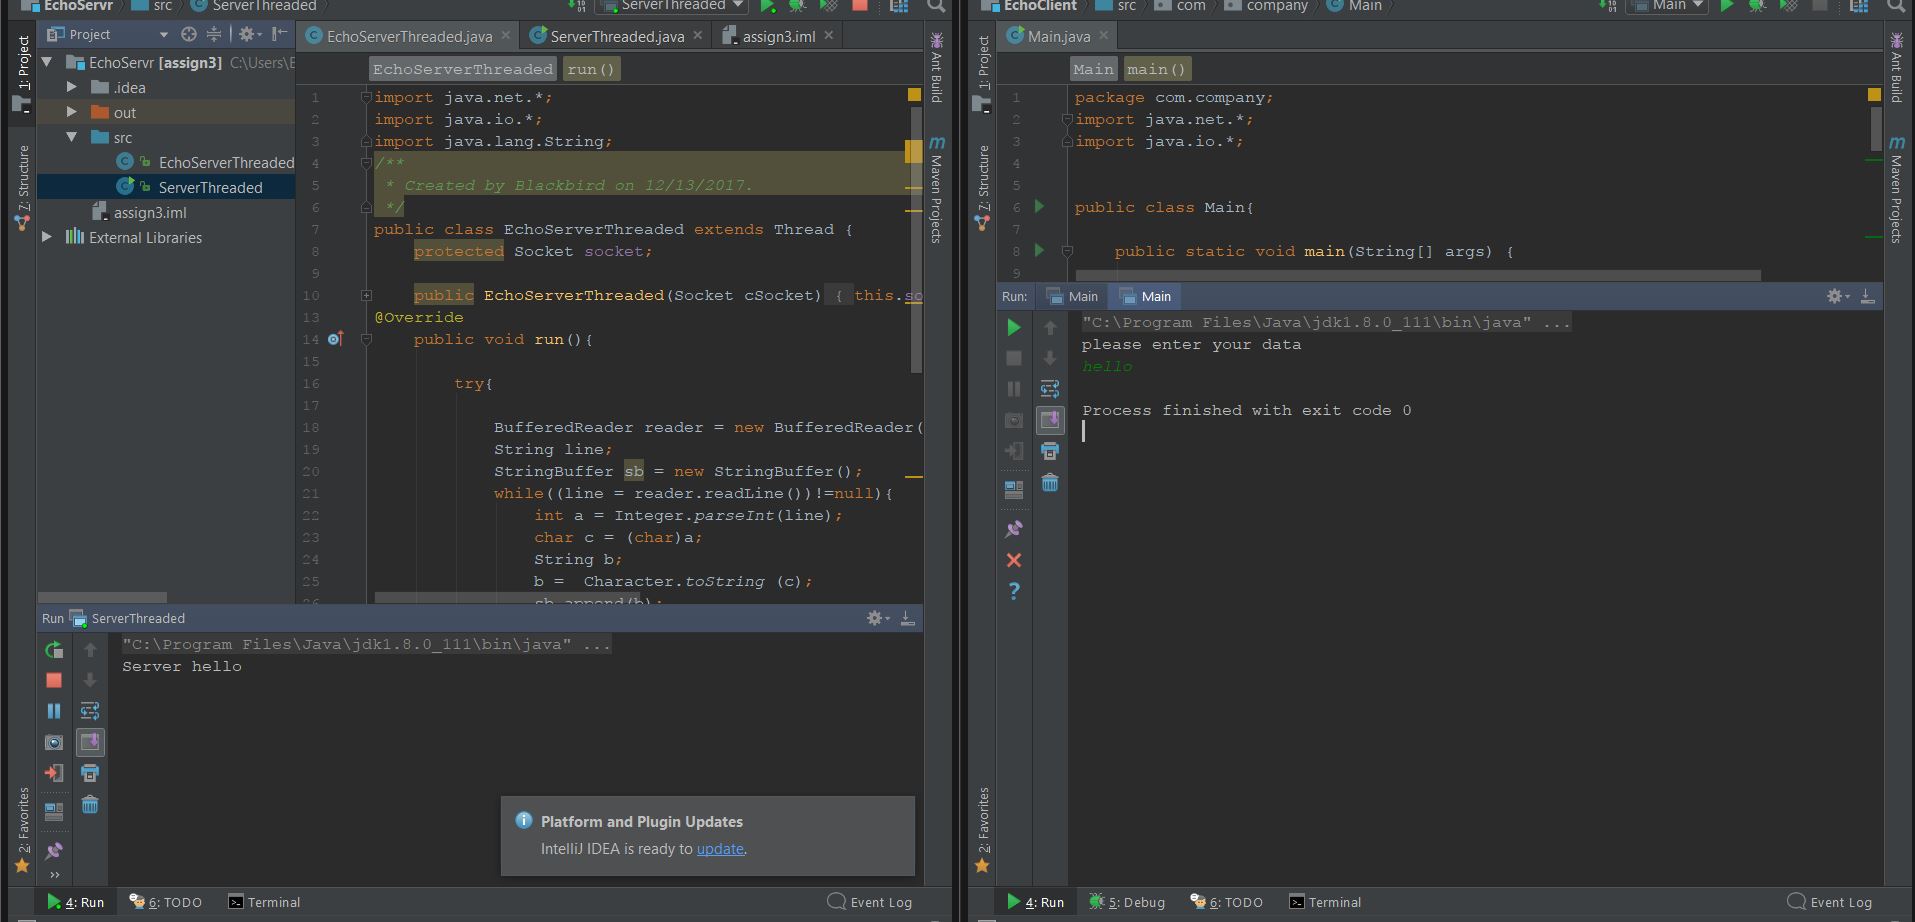 EchoServr src ServerThreaded
ServerThreaded
1: Project
7: Structure
2: Favorites
Project
EchoServr [assign3] C:\Users\E
.idea
out
src
EchoServerThreaded
ServerThreaded
assign3.iml
External Libraries
EchoServerThreaded.java ServerThreaded.java assign3.iml
EchoServerThreaded run()
1 import java.net.*;
2 import java.io.*;
3 import java.lang.String;
4 /**
5 * Created by Blackbird on 12/13/2017.
6 */
7 public class EchoServerThreaded extends Thread {
8 protected Socket socket;
9
10 public EchoServerThreaded(Socket cSocket) { this.so
13 @Override
14 public void run(){
15
16 try{
17
18 BufferedReader reader = new BufferedReader(
19 String line;
20 StringBuffer sb = new StringBuffer();
21 while((line = reader.readLine())!=null){
22 int a = Integer.parseInt(line);
23 char c = (char)a;
24 String b;
25 b = Character.toString (c);
26 sb.append(b);
Ant Build
Maven Projects
Run ServerThreaded
"C:\Program Files\Java\jdk1.8.0_111\bin\java" ...
Server hello
Platform and Plugin Updates
IntelliJ IDEA is ready to update.
4: Run 6: TODO Terminal Event Log
EchoClient src com company Main
Main
1: Project
7: Structure
2: Favorites
Main.java
Main main()
1 package com.company;
2 import java.net.*;
3 import java.io.*;
4
5
6 public class Main{
7
8 public static void main(String[] args) {
9
Ant Build
Maven Projects
Run: Main Main
"C:\Program Files\Java\jdk1.8.0_111\bin\java" ...
please enter your data
hello
Process finished with exit code 0
4: Run 5: Debug 6: TODO Terminal Event Log